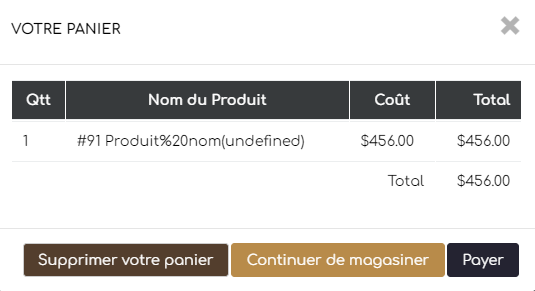 VOTRE PANIER
Qtt Nom du Produit Coût Total
1 #91 Produit%20nom(undefined) $456.00 $456.00
Total $456.00
Supprimer votre panier Continuer de magasiner Payer